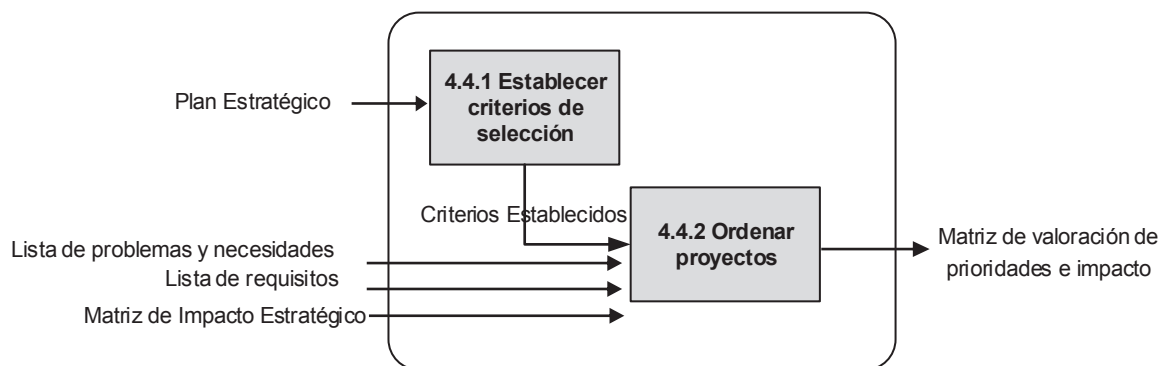 4.4.1 Establecer
criterios de
selección
Plan Estratégico
Criterios Establecidos
4.4.2 Ordenar
proyectos
Lista de problemas y necesidades
Lista de requisitos
Matriz de Impacto Estratégico
Matriz de valoración de
prioridades e impacto